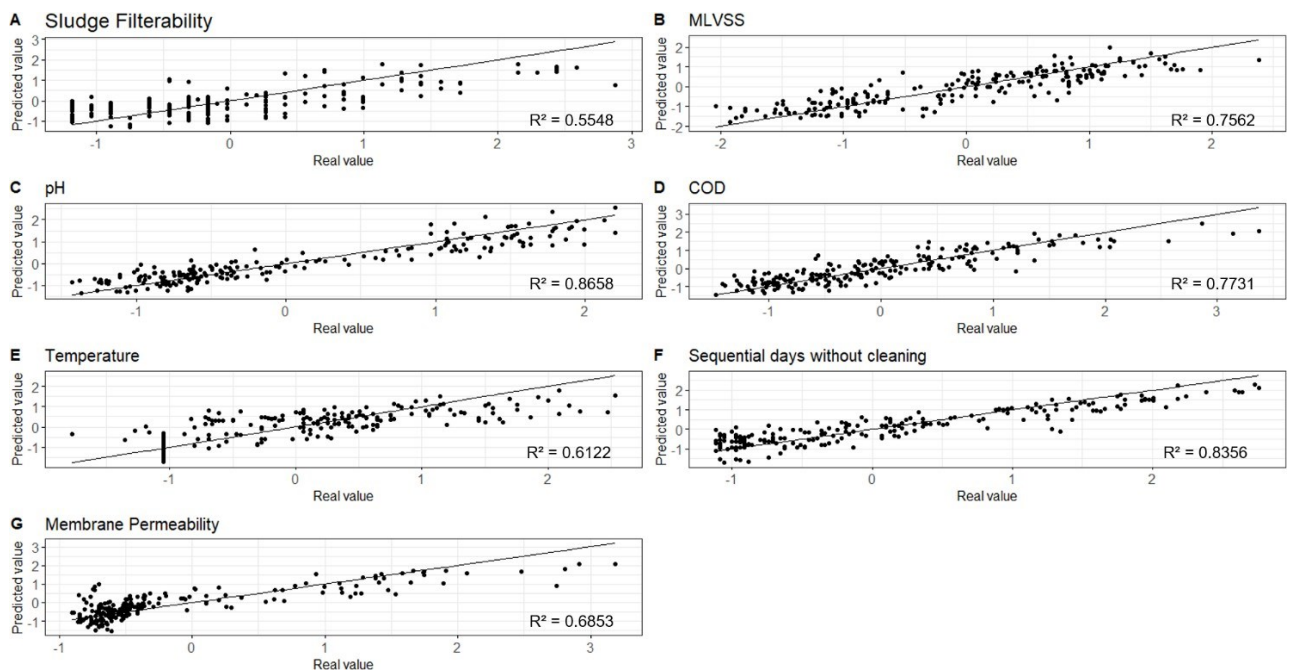 A Sludge Filterability
Predicted value
3
2
1
0
-1
R² = 0.5548
-1 0 1 2 3
Real value
B MLVSS
Predicted value
2
1
0
-1
-2
R² = 0.7562
-2 -1 0 1 2
Real value
C pH
Predicted value
2
1
0
-1
R² = 0.8658
-1 0 1 2
Real value
D COD
Predicted value
3
2
1
0
-1
R² = 0.7731
-1 0 1 2 3
Real value
E Temperature
Predicted value
2
1
0
-1
R² = 0.6122
-1 0 1 2
Real value
F Sequential days without cleaning
Predicted value
2
1
0
-1
R² = 0.8356
-1 0 1 2
Real value
G Membrane Permeability
Predicted value
3
2
1
0
-1
R² = 0.6853
-1 0 1 2 3
Real value